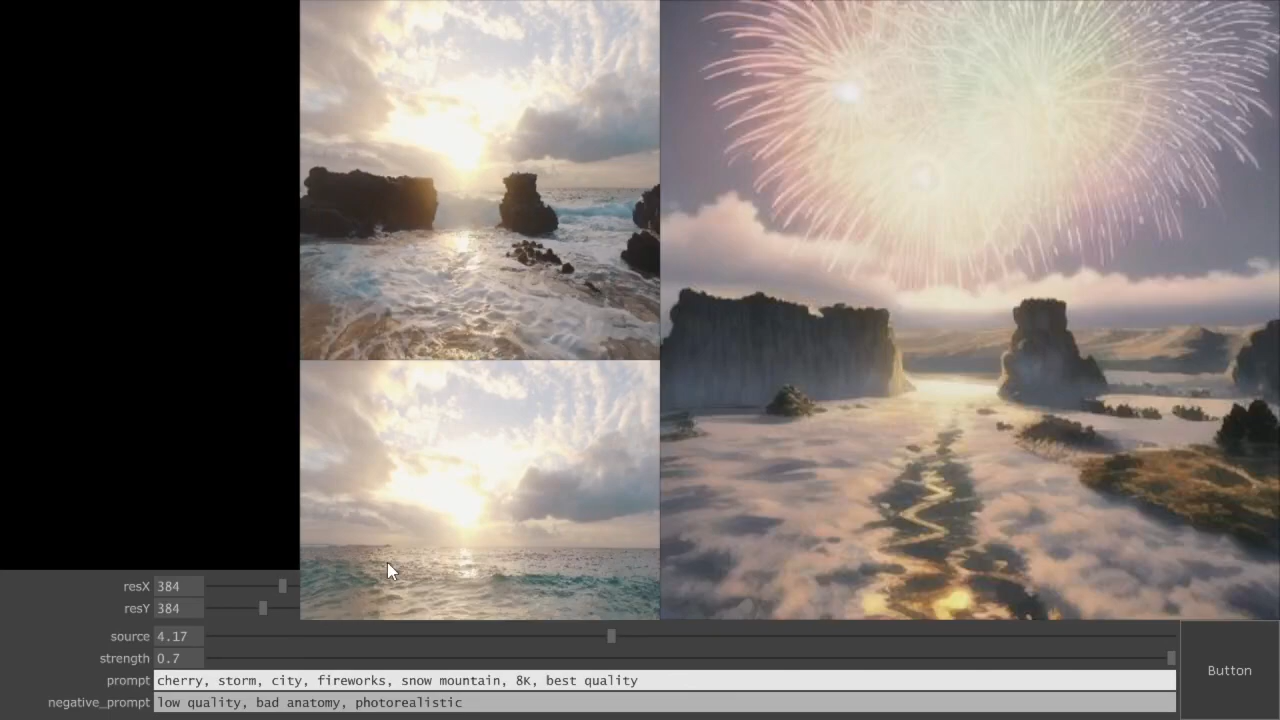 resX 384
resY 384
source 4.17
strength 0.7
prompt cherry, storm, city, fireworks, snow mountain, 8K, best quality
negative_prompt low quality, bad anatomy, photorealistic
Button